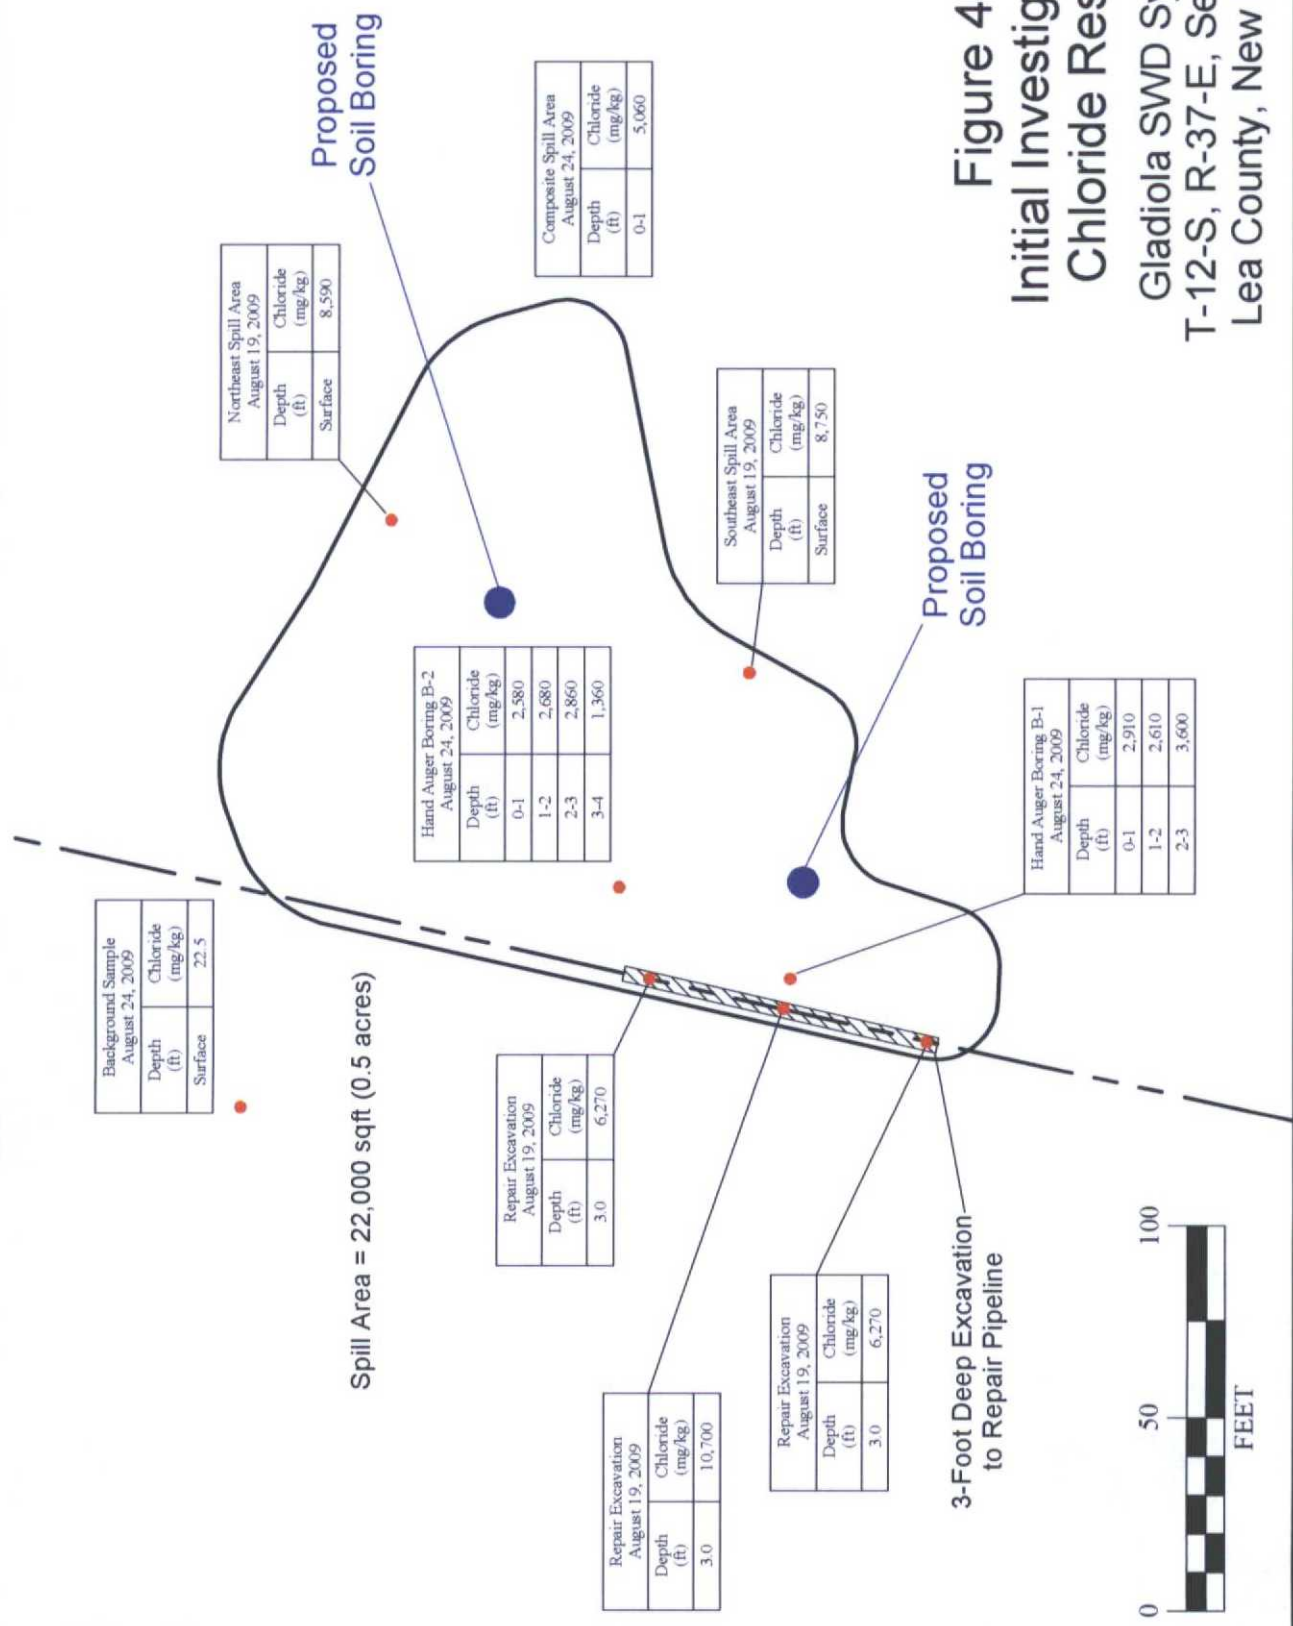 Proposed
Soil Boring
Northeast Spill Area
August 19, 2009
Depth
(ft)
Chloride
(mg/kg)
Surface
8,590
Composite Spill Area
August 24, 2009
Depth
(ft)
Chloride
(mg/kg)
0-1
5,060
Background Sample
August 24, 2009
Depth
(ft)
Chloride
(mg/kg)
Surface
22.5
Spill Area = 22,000 sqft (0.5 acres)
Hand Auger Boring B-2
August 24, 2009
Depth
(ft)
Chloride
(mg/kg)
0-1
2,580
1-2
2,680
2-3
2,860
3-4
1,360
Southeast Spill Area
August 19, 2009
Depth
(ft)
Chloride
(mg/kg)
Surface
8,750
Repair Excavation
August 19, 2009
Depth
(ft)
Chloride
(mg/kg)
3.0
6,270
Repair Excavation
August 19, 2009
Depth
(ft)
Chloride
(mg/kg)
3.0
10,700
Repair Excavation
August 19, 2009
Depth
(ft)
Chloride
(mg/kg)
3.0
6,270
Proposed
Soil Boring
Hand Auger Boring B-1
August 24, 2009
Depth
(ft)
Chloride
(mg/kg)
0-1
2,910
1-2
2,610
2-3
3,600
3-Foot Deep Excavation
to Repair Pipeline
0
50
100
FEET
Figure 4
Initial Investig
Chloride Res
Gladiola SWD Sy
T-12-S, R-37-E, Se
Lea County, New